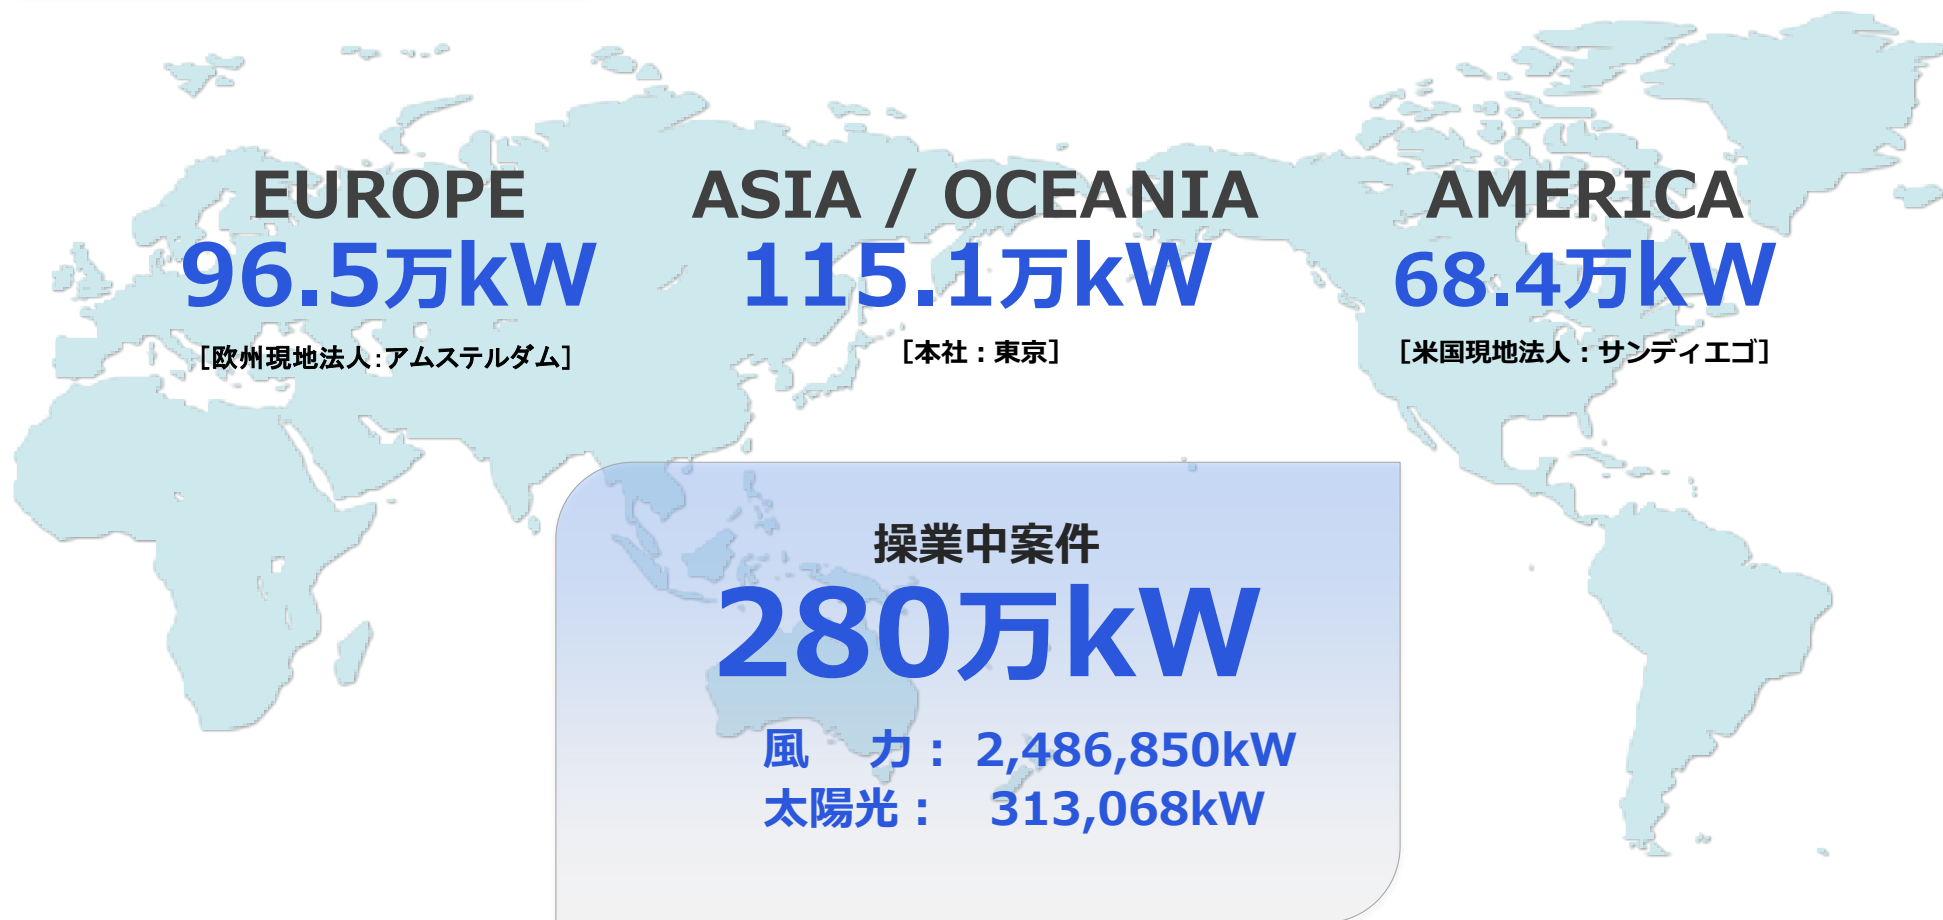 EUROPE
96.5万kW
［欧州現地法人：アムステルダム］
ASIA / OCEANIA
115.1万kW
［本社：東京］
AMERICA
68.4万kW
［米国現地法人：サンディエゴ］
操業中案件
280万kW
風　力： 2,486,850kW
太陽光：　313,068kW